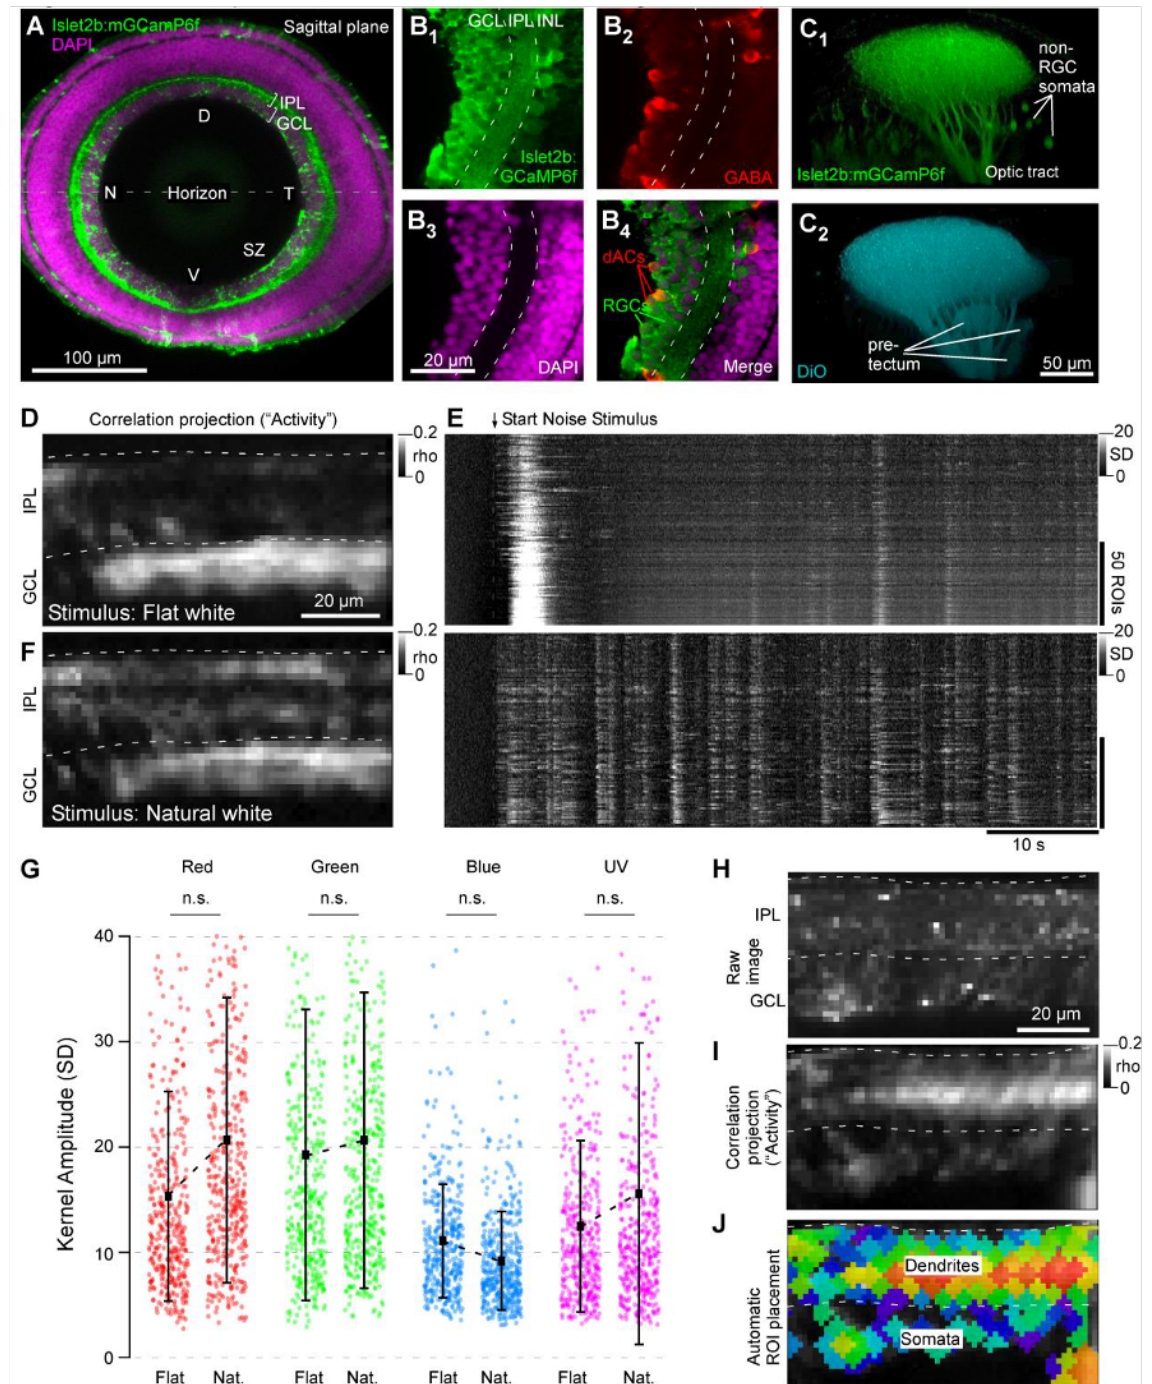 A
Islet2b:mGCamP6f
DAPI
Sagittal plane
IPL
GCL
D
N
Horizon
T
SZ
V
100 µm
B1
GCL IPL INL
Islet2b:
GCaMP6f
B2
GABA
B3
20 µm
DAPI
B4
dACs
RGCs
Merge
C1
non-
RGC
somata
Islet2b:mGCamP6f
Optic tract
C2
pre-
tectum
DiO
50 µm
D
Correlation projection ("Activity")
0.2
rho
0
IPL
GCL
20 µm
Stimulus: Flat white
E
Start Noise Stimulus
20
SD
0
50 ROIs
F
0.2
rho
0
IPL
GCL
Stimulus: Natural white
20
SD
0
10 s
G
Red
Green
Blue
UV
n.s.
n.s.
n.s.
n.s.
Kernel Amplitude (SD)
40
30
20
10
0
Flat
Nat.
Flat
Nat.
Flat
Nat.
Flat
Nat.
H
Raw
image
IPL
GCL
20 µm
I
Correlation
projection
("Activity")
0.2
rho
0
J
Automatic
ROI placement
Dendrites
Somata